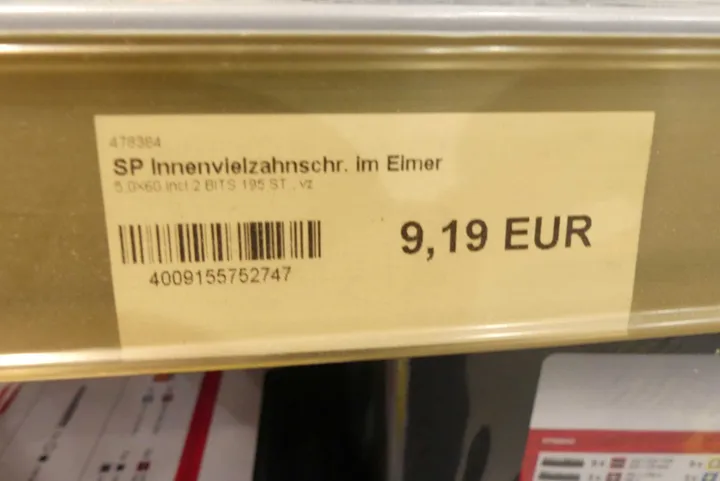 478364
SP Innenvielzahnschr. im Eimer
5,0x60 incl.2 BITS 195 ST., vz
9,19 EUR
4009155752747